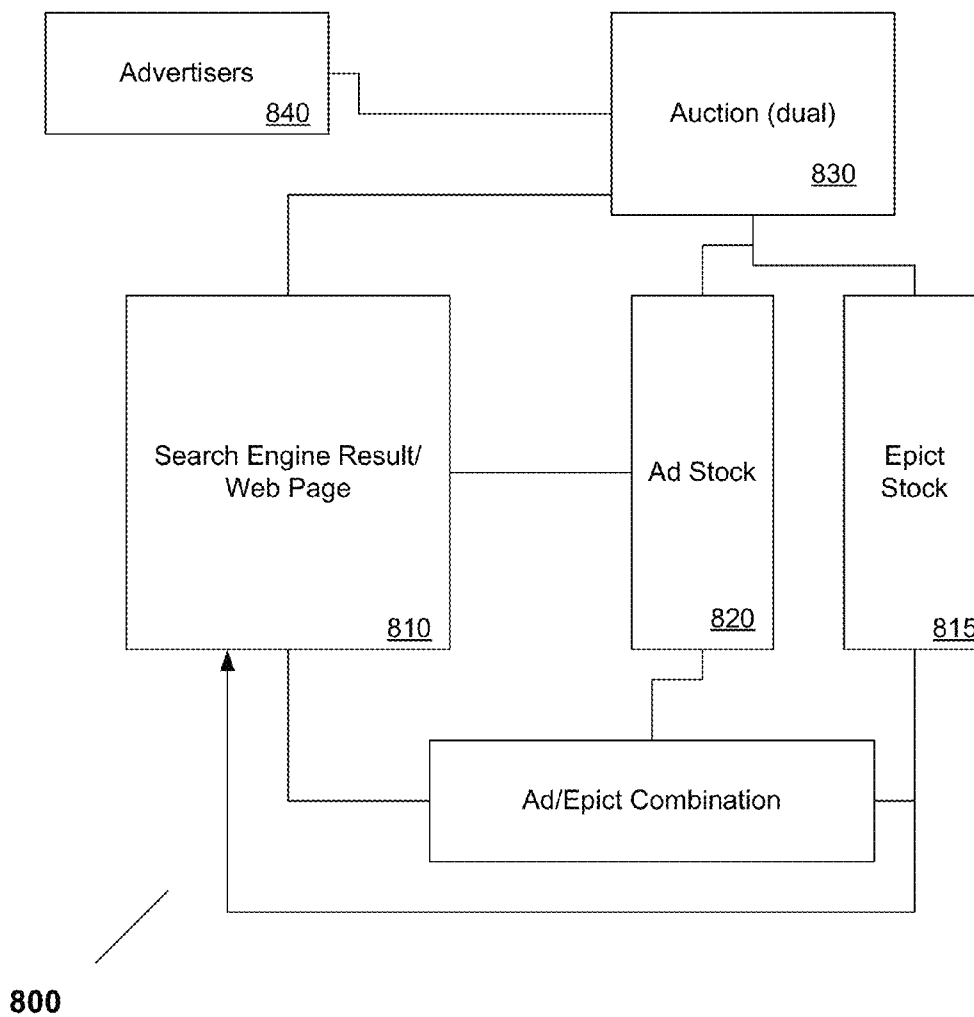 Advertisers
840
Auction (dual)
830
Search Engine Result/
Web Page
810
Ad Stock
820
Epict
Stock
815
Ad/Epict Combination
800